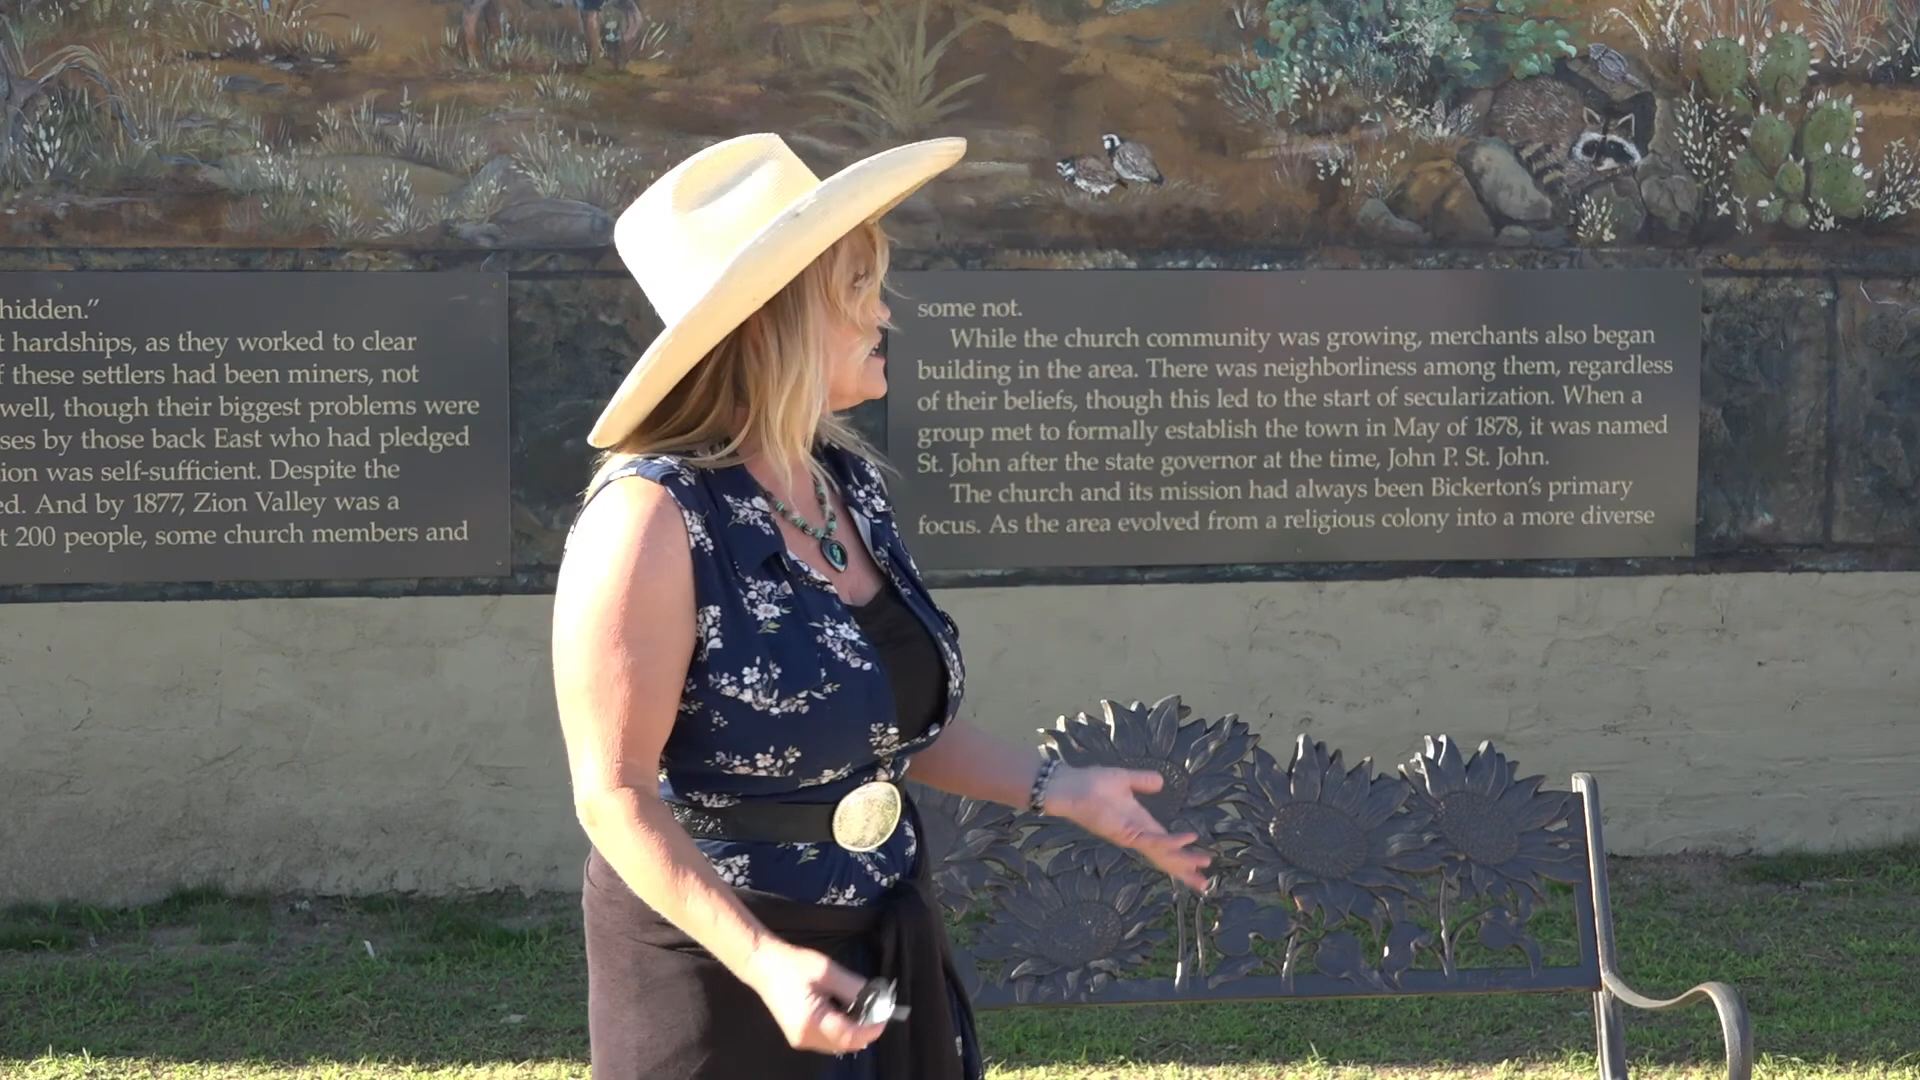 hidden.”
hardships, as they worked to clear
these settlers had been miners, not
well, though their biggest problems were
by those back East who had pledged
was self-sufficient. Despite the
And by 1877, Zion Valley was a
200 people, some church members and
some not.
While the church community was growing, merchants also began
building in the area. There was neighborliness among them, regardless
of their beliefs, though this led to the start of secularization. When a
group met to formally establish the town in May of 1878, it was named
St. John after the state governor at the time, John P. St. John.
The church and its mission had always been Bickerton’s primary
focus. As the area evolved from a religious colony into a more diverse